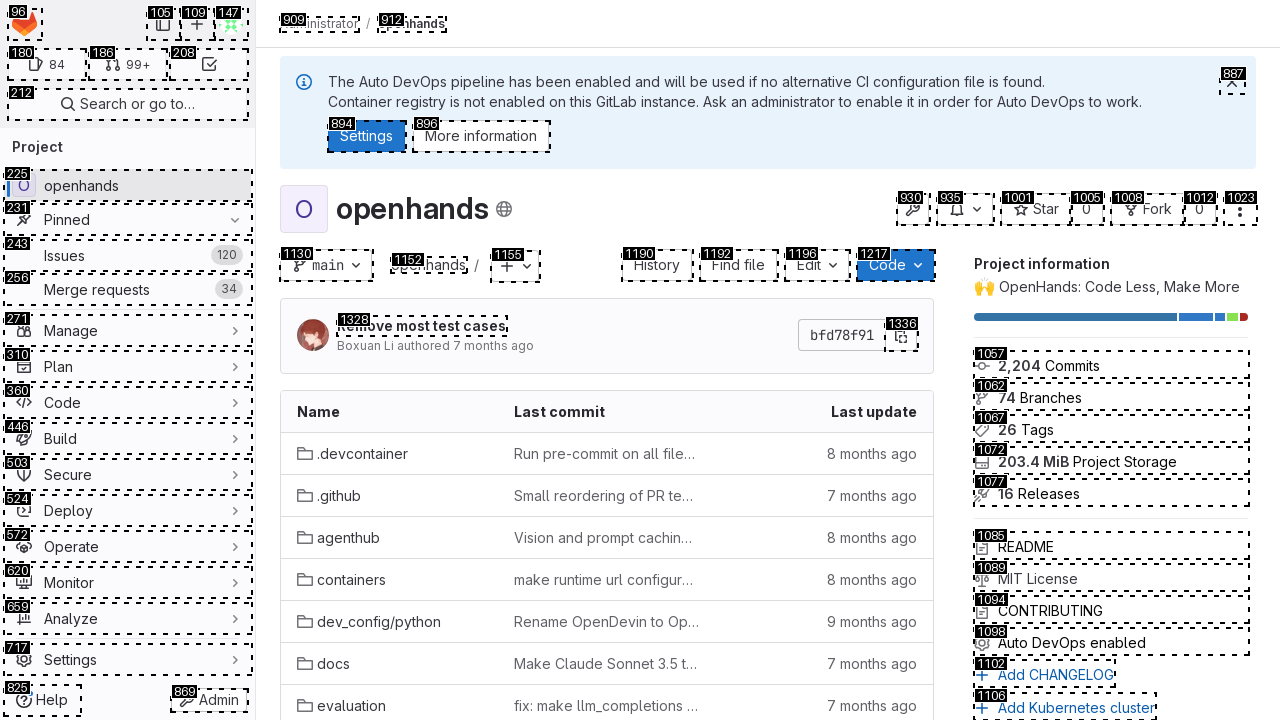 96
105
109
147
180
84
186
99+
208
212
Search or go to…
Project
225
O openhands
231
Pinned
243
Issues 120
256
Merge requests 34
271
Manage
310
Plan
360
Code
446
Build
503
Secure
524
Deploy
572
Operate
620
Monitor
659
Analyze
717
Settings
825
Help
869
Admin
909
Administrator /
912
openhands
The Auto DevOps pipeline has been enabled and will be used if no alternative CI configuration file is found.
Container registry is not enabled on this GitLab instance. Ask an administrator to enable it in order for Auto DevOps to work.
887
894
Settings
896
More information
O openhands
930
935
1001
Star
1005
0
1008
Fork
1012
0
1023
1130
main
1152
openhands /
1155
1190
History
1192
Find file
1196
Edit
1217
Code
1328
Remove most test cases
Boxuan Li authored 7 months ago
bfd78f91
1336
Name Last commit Last update
.devcontainer Run pre-commit on all file… 8 months ago
.github Small reordering of PR te… 7 months ago
agenthub Vision and prompt cachin… 8 months ago
containers make runtime url configur… 8 months ago
dev_config/python Rename OpenDevin to Op… 9 months ago
docs Make Claude Sonnet 3.5 t… 7 months ago
evaluation fix: make llm_completions … 7 months ago
Project information
🙌 OpenHands: Code Less, Make More
1057
2,204 Commits
1062
74 Branches
1067
26 Tags
1072
203.4 MiB Project Storage
1077
16 Releases
1085
README
1089
MIT License
1094
CONTRIBUTING
1098
Auto DevOps enabled
1102
Add CHANGELOG
1106
Add Kubernetes cluster